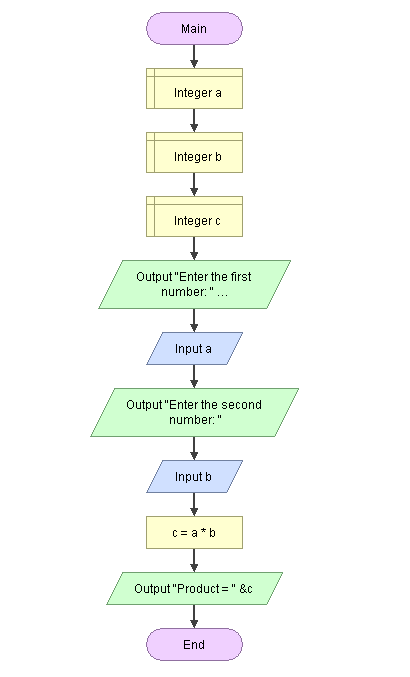 Main
Integer a
Integer b
Integer c
Output "Enter the first
number: " ...
Input a
Output "Enter the second
number: "
Input b
c = a * b
Output "Product = " &c
End